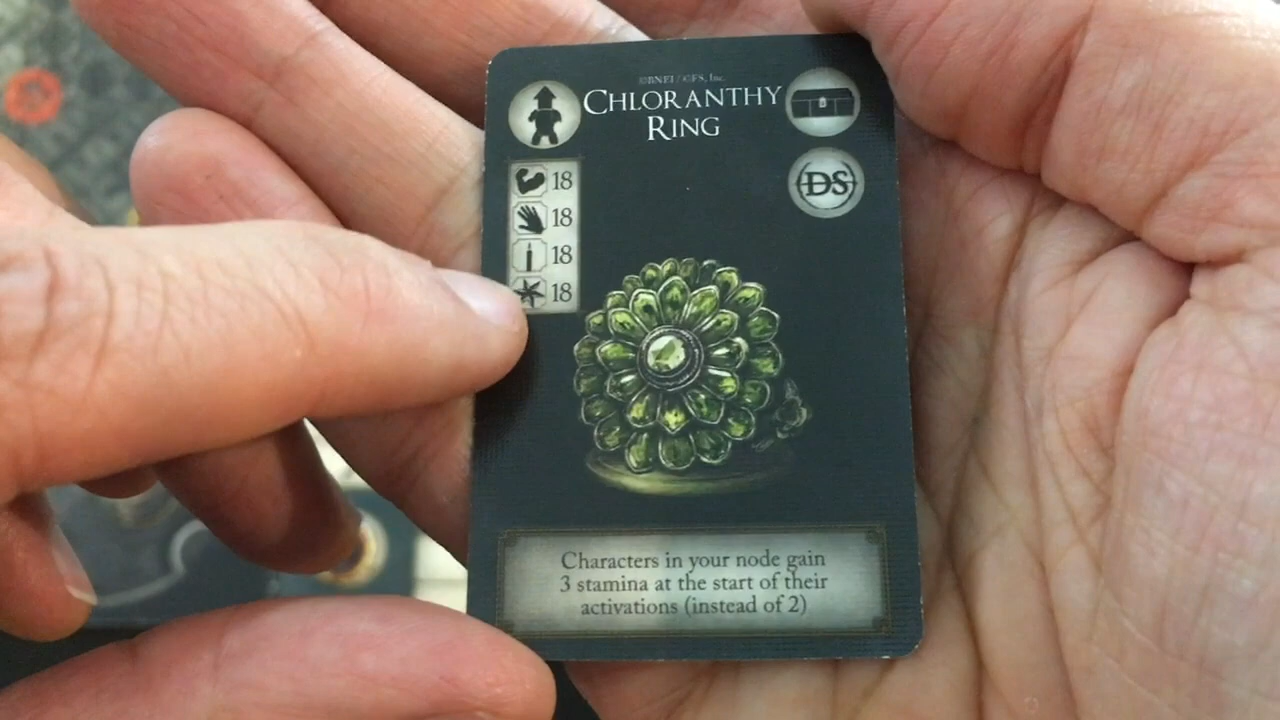 ©BNEI / ©FS, Inc.
CHLORANTHY
RING
18
18
18
18
DS
Characters in your node gain
3 stamina at the start of their
activations (instead of 2)